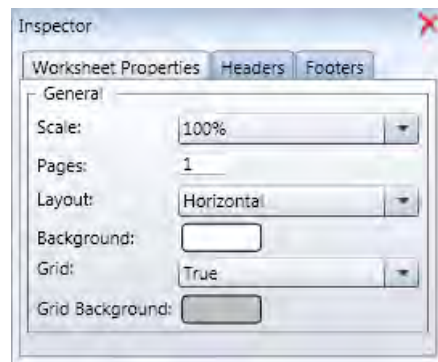 Inspector
Worksheet Properties Headers Footers
General
Scale: 100%
Pages: 1
Layout: Horizontal
Background:
Grid: True
Grid Background: